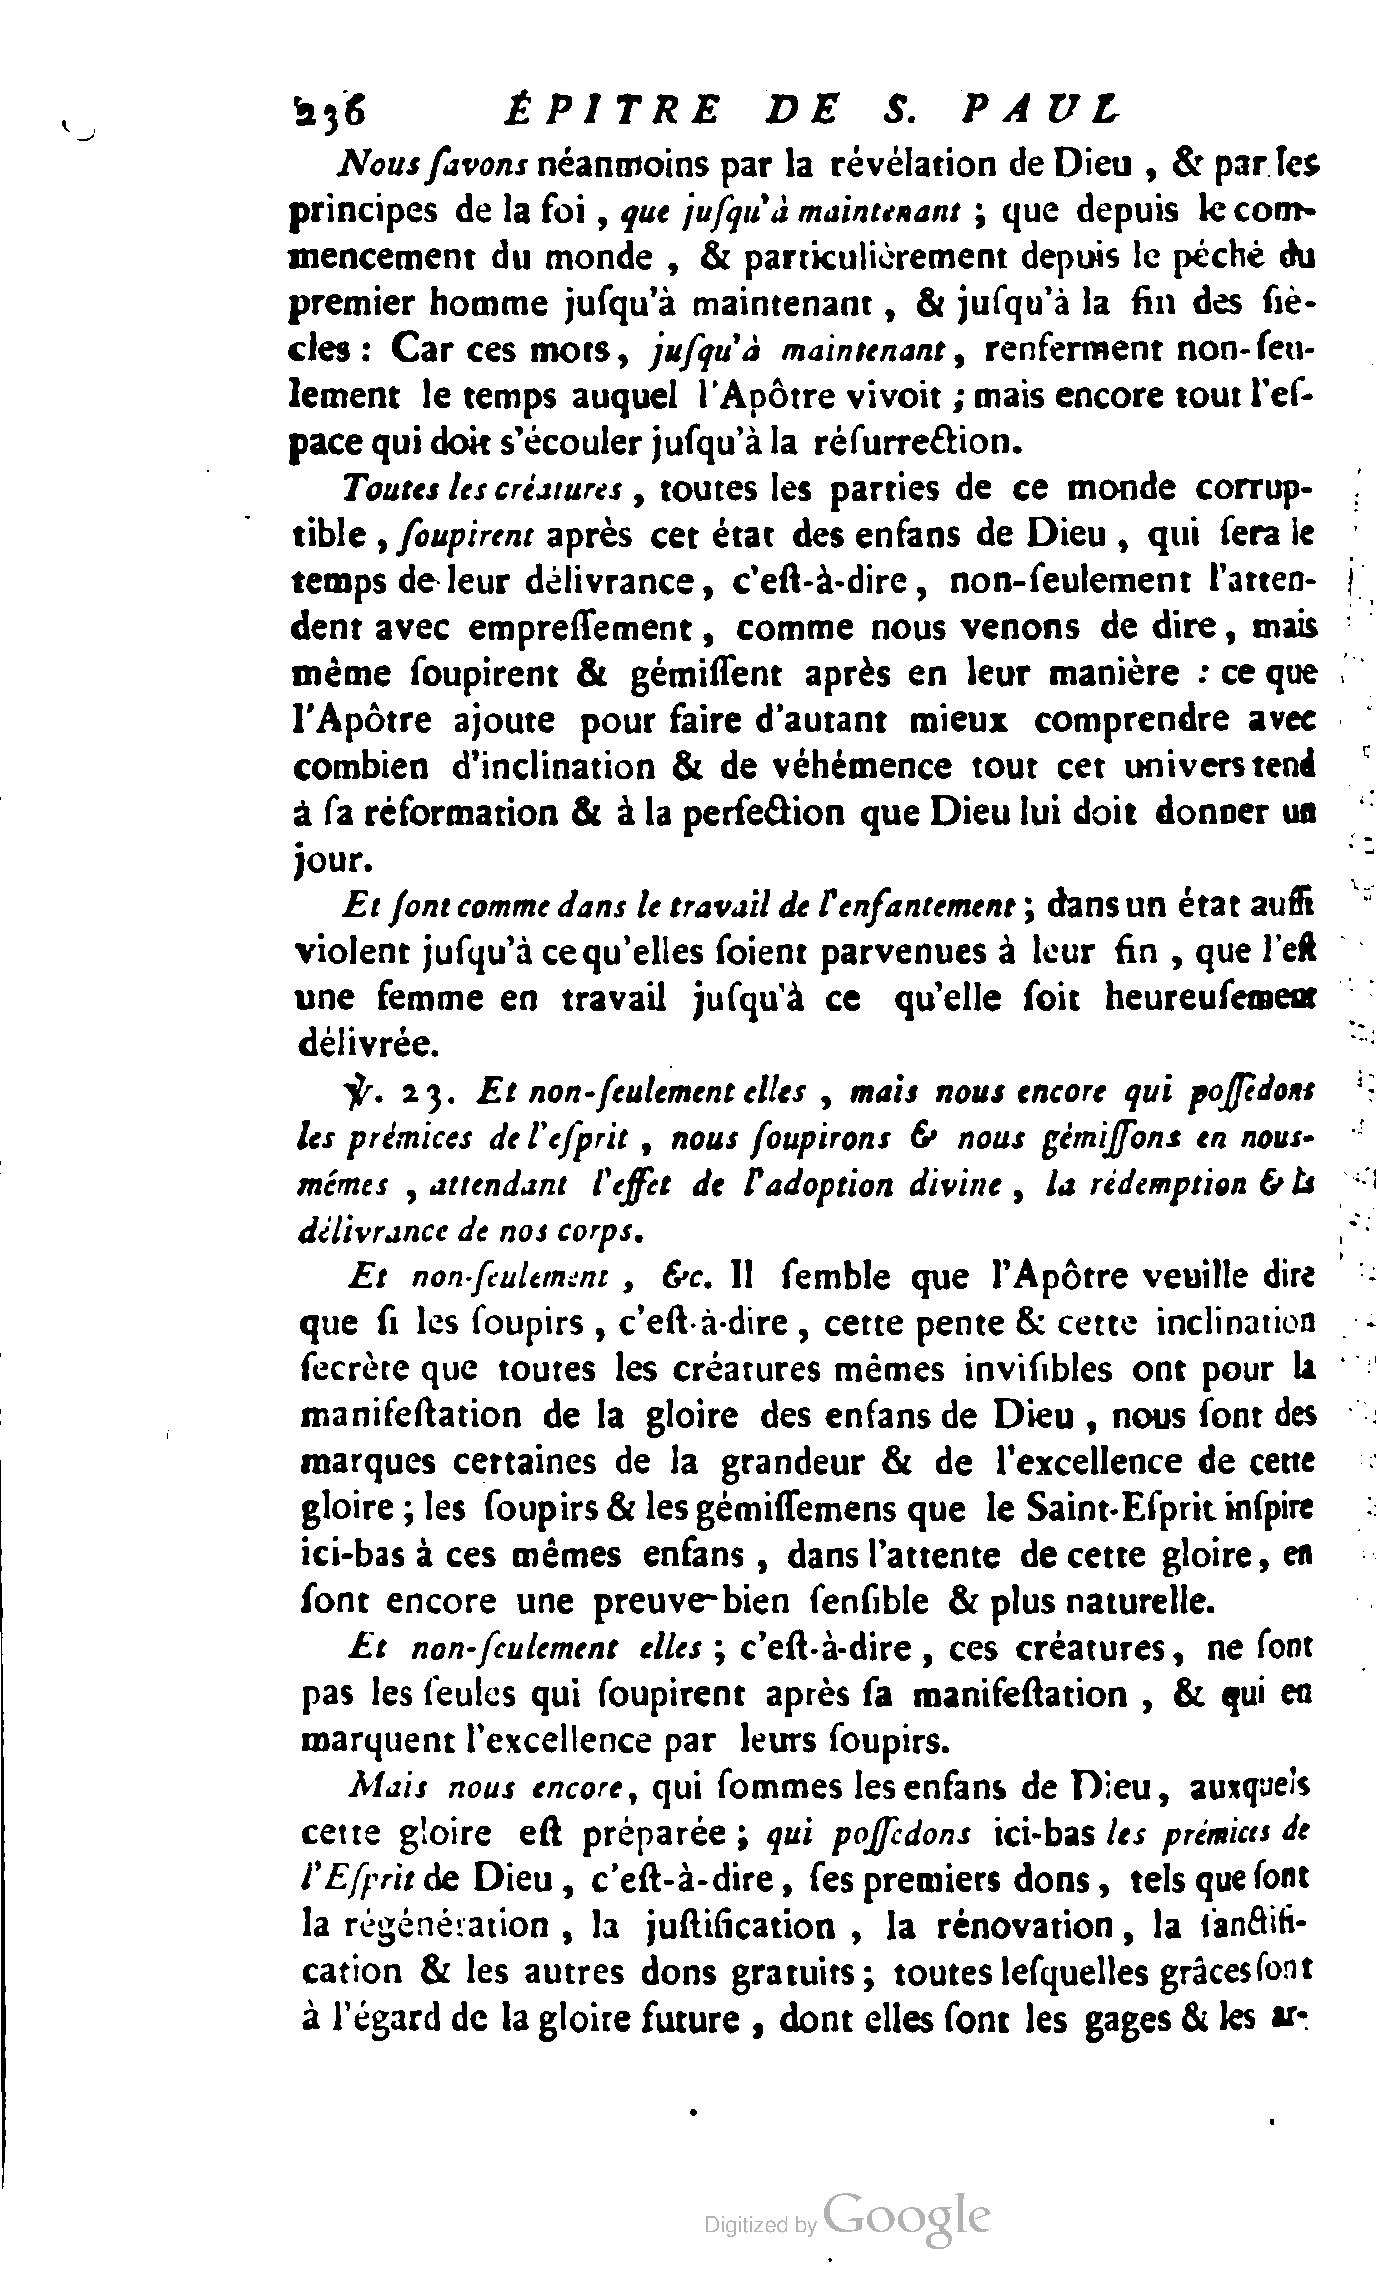 236 ÉPITRE DE S. PAUL
Nous ſavons néanmoins par la révélation de Dieu , & par les
principes de la foi , que juſqu'à maintenant ; que depuis le com-
mencement du monde , & particulièrement depuis le péché du
premier homme juſqu'à maintenant , & juſqu'à la fin des ſiè-
cles : Car ces mots, juſqu'à maintenant, renferment non-ſeu-
lement le temps auquel l'Apôtre vivoit ; mais encore tout l'eſ-
pace qui doit s'écouler juſqu'à la réſurrection.
Toutes les créatures , toutes les parties de ce monde corrup-
tible , ſoupirent après cet état des enfans de Dieu , qui ſera le
temps de leur délivrance, c'eſt-à-dire, non-ſeulement l'atten-
dent avec empreſſement, comme nous venons de dire, mais
même ſoupirent & gémiſſent après en leur manière : ce que
l'Apôtre ajoute pour faire d'autant mieux comprendre avec
combien d'inclination & de véhémence tout cet univers tend
à ſa réformation & à la perfection que Dieu lui doit donner un
jour.
Et ſont comme dans le travail de l'enfantement ; dans un état auſſi
violent juſqu'à ce qu'elles ſoient parvenues à leur fin , que l'eſt
une femme en travail juſqu'à ce qu'elle ſoit heureuſement
délivrée.
℣. 23. Et non-ſeulement elles , mais nous encore qui poſſédons
les prémices de l'eſprit , nous ſoupirons & nous gémiſſons en nous-
mêmes , attendant l'effet de l'adoption divine , la rédemption & la
délivrance de nos corps.
Et non-ſeulement , &c. Il ſemble que l'Apôtre veuille dire
que ſi les ſoupirs , c'eſt-à-dire , cette pente & cette inclination
ſecrète que toutes les créatures mêmes inviſibles ont pour la
manifeſtation de la gloire des enfans de Dieu , nous ſont des
marques certaines de la grandeur & de l'excellence de cette
gloire ; les ſoupirs & les gémiſſemens que le Saint-Eſprit inſpire
ici-bas à ces mêmes enfans , dans l'attente de cette gloire, en
ſont encore une preuve bien ſenſible & plus naturelle.
Et non-ſeulement elles ; c'eſt-à-dire , ces créatures, ne ſont
pas les ſeules qui ſoupirent après ſa manifeſtation , & qui en
marquent l'excellence par leurs ſoupirs.
Mais nous encore, qui ſommes les enfans de Dieu, auxquels
cette gloire eſt préparée ; qui poſſédons ici-bas les prémices de
l'Eſprit de Dieu , c'eſt-à-dire, ſes premiers dons, tels que ſont
la régénération , la juſtification , la rénovation, la ſanctifi-
cation & les autres dons gratuits ; toutes leſquelles grâces ſont
à l'égard de la gloire future , dont elles ſont les gages & les ar-
Digitized by Google